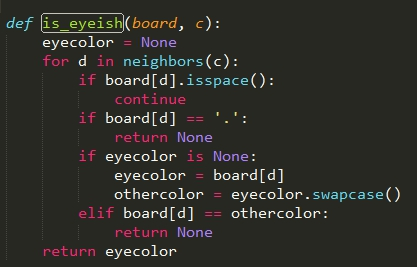 def is_eyeish(board, c):
    eyecolor = None
    for d in neighbors(c):
        if board[d].isspace():
            continue
        if board[d] == '.':
            return None
        if eyecolor is None:
            eyecolor = board[d]
            othercolor = eyecolor.swapcase()
        elif board[d] == othercolor:
            return None
    return eyecolor